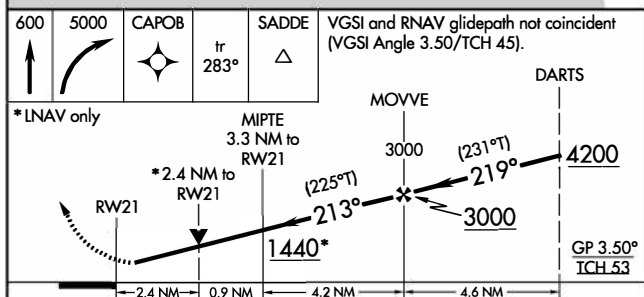 600 5000 CAPOB tr 283° SADDE
VGSI and RNAV glidepath not coincident
(VGSI Angle 3.50/TCH 45).
* LNAV only
DARTS
MOVVE
MIPTE
3.3 NM to
RW21
*2.4 NM to
RW21
RW21
3000
(231°T)
219°
4200
(225°T)
213°
3000
1440*
GP 3.50°
TCH 53
2.4 NM 0.9 NM 4.2 NM 4.6 NM